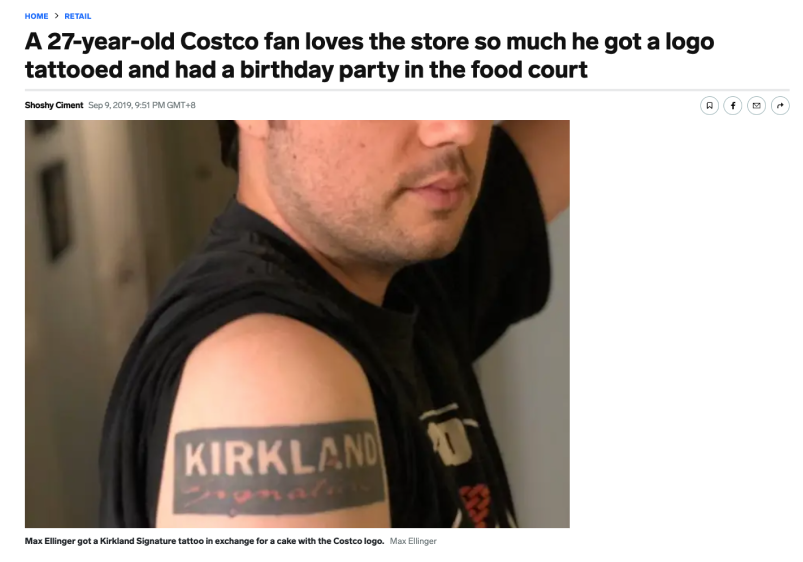 HOME > RETAIL
A 27-year-old Costco fan loves the store so much he got a logo
tattooed and had a birthday party in the food court
Shoshy Ciment Sep 9, 2019, 9:51 PM GMT+8
KIRKLAND
Signature
Max Ellinger got a Kirkland Signature tattoo in exchange for a cake with the Costco logo. Max Ellinger